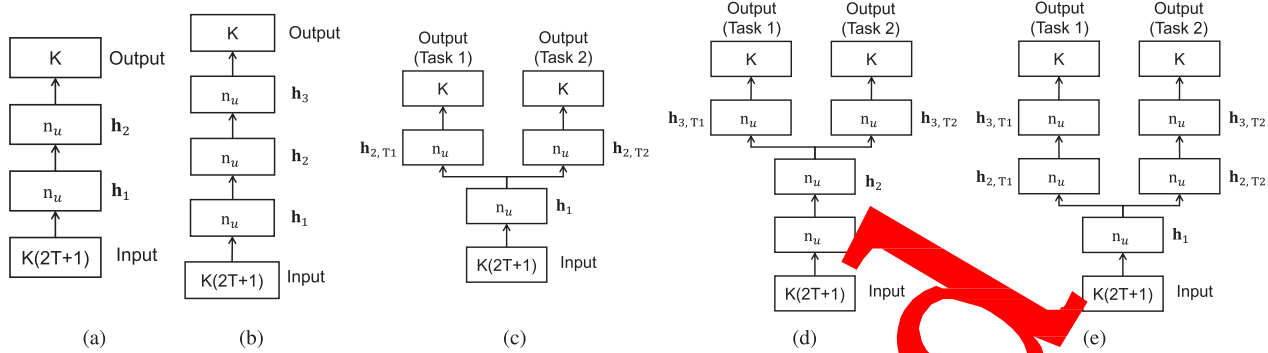 K Output
n_u h_2
n_u h_1
K(2T+1) Input
(a)
K Output
n_u h_3
n_u h_2
n_u h_1
K(2T+1) Input
(b)
Output
(Task 1)
Output
(Task 2)
K K
h_2, T1 n_u n_u h_2, T2
n_u h_1
K(2T+1) Input
(c)
Output
(Task 1)
Output
(Task 2)
K K
h_3, T1 n_u n_u h_3, T2
n_u h_2
n_u
K(2T+1) Input
(d)
Output
(Task 1)
Output
(Task 2)
K K
h_3, T1 n_u n_u h_3, T2
h_2, T1 n_u n_u h_2, T2
n_u h_1
K(2T+1) Input
(e)